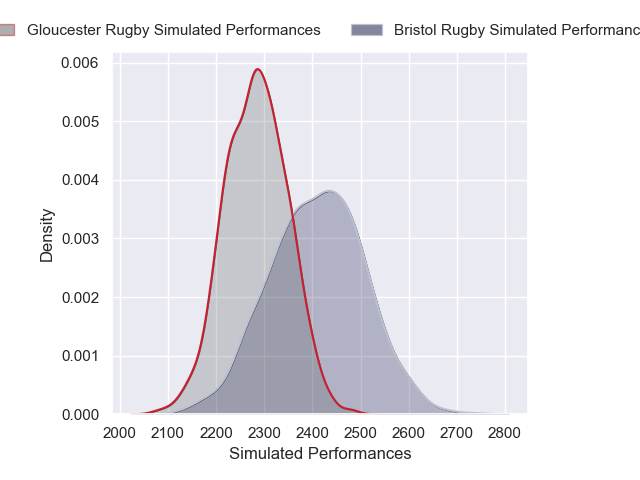 Gloucester Rugby Simulated Performances
Bristol Rugby Simulated Performanc
0.006
0.005
0.004
0.003
0.002
0.001
0.000
Density
2000 2100 2200 2300 2400 2500 2600 2700 2800
Simulated Performances